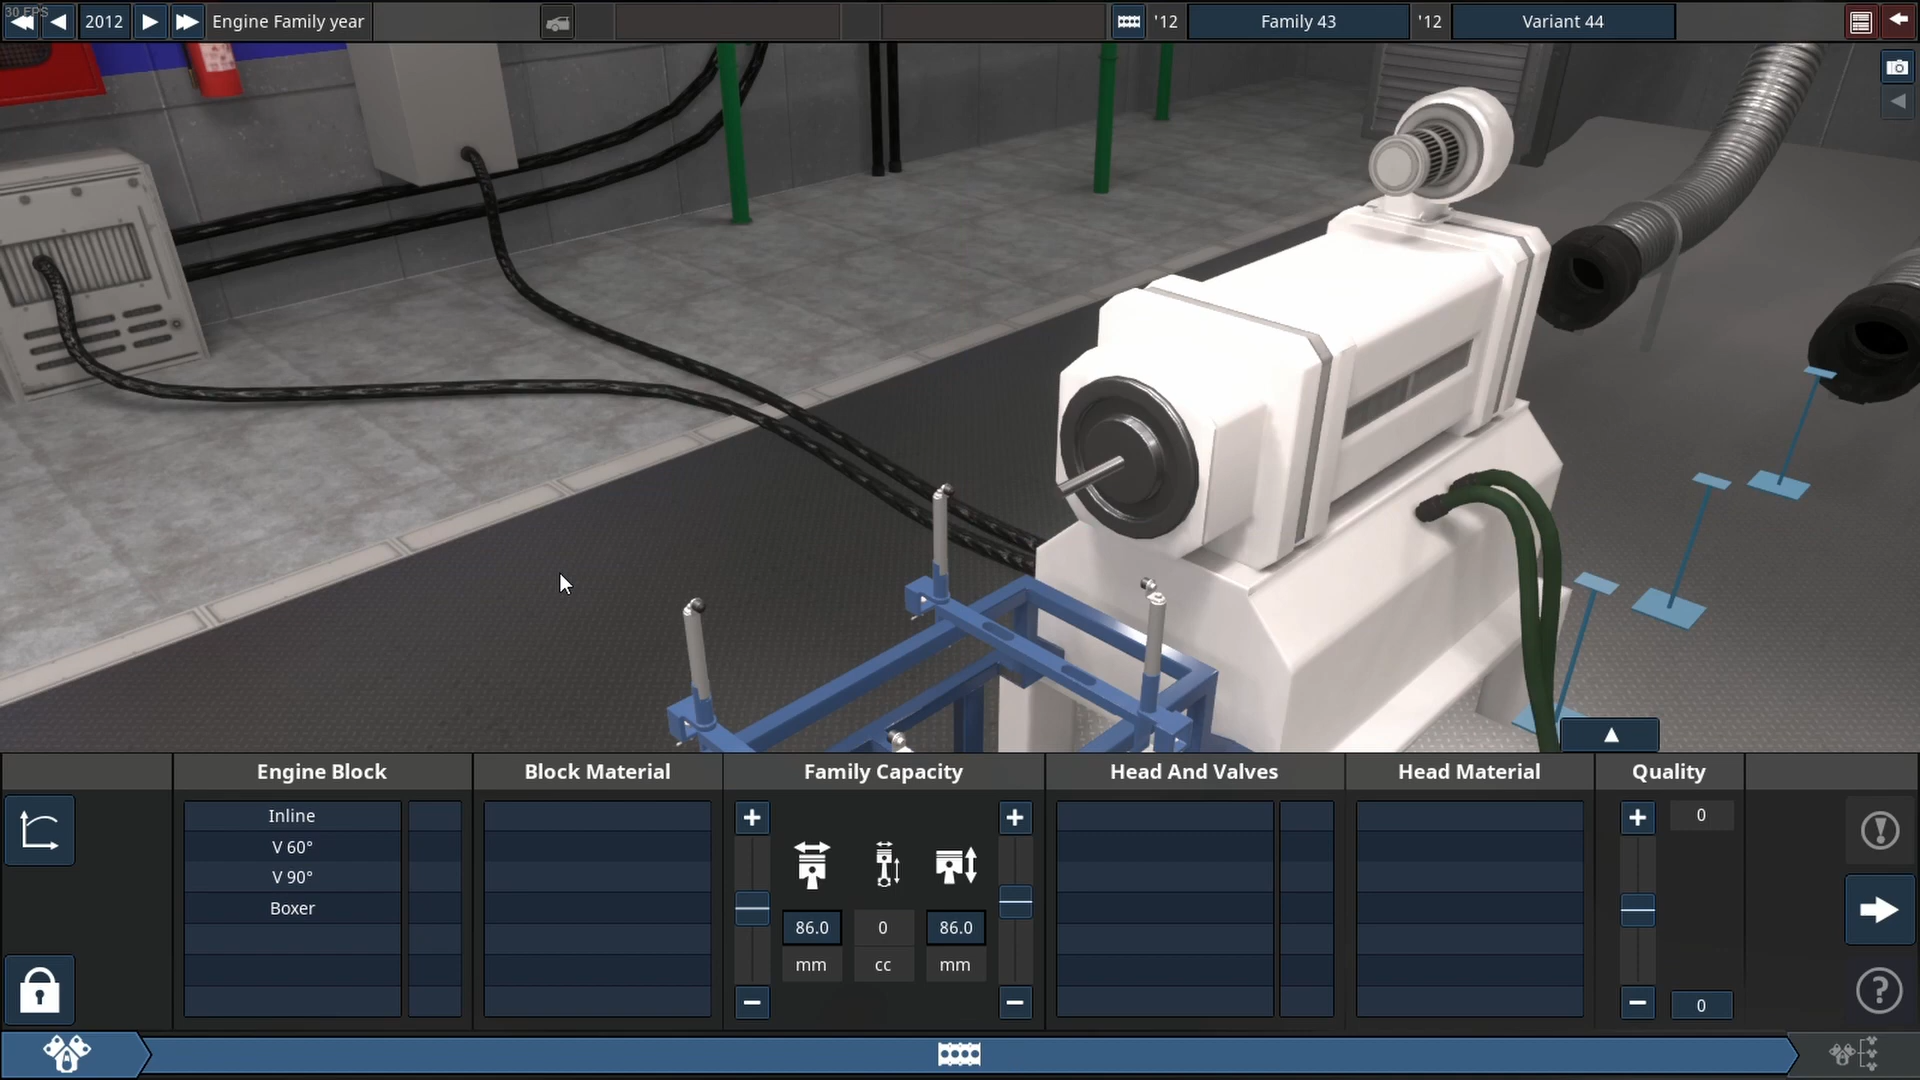 30 FPS
2012 Engine Family year '12 Family 43 '12 Variant 44
Engine Block Block Material Family Capacity Head And Valves Head Material Quality
Inline
V 60°
V 90°
Boxer
86.0 0 86.0
mm cc mm
0
0